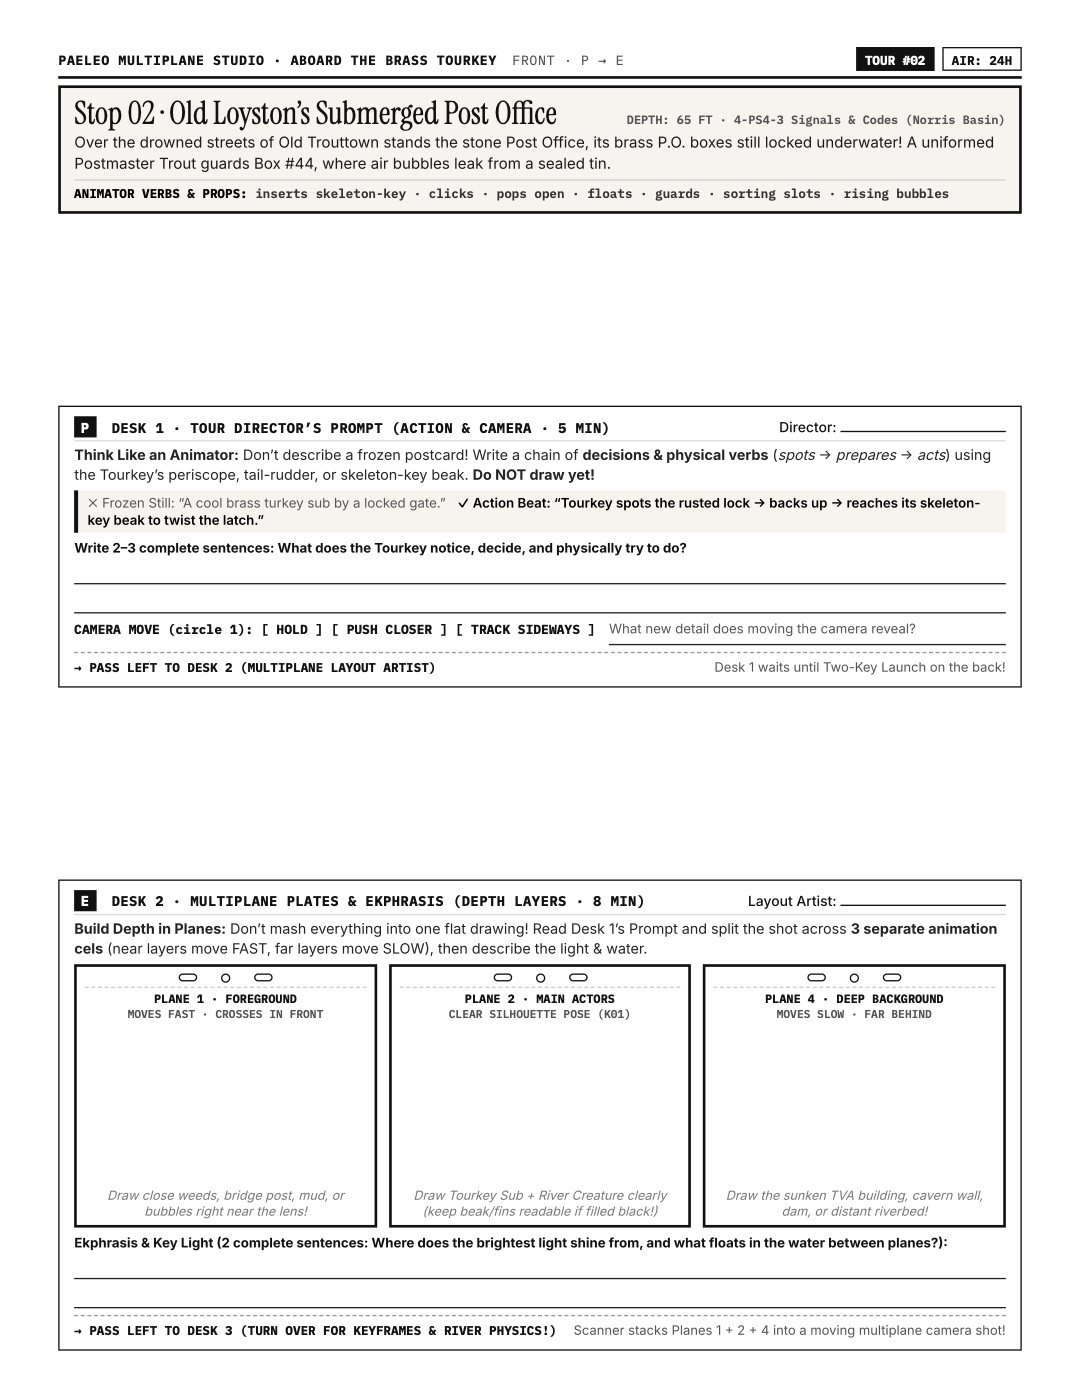 PAELEO MULTIPLANE STUDIO · ABOARD THE BRASS TOURKEY FRONT · P → E TOUR #02 AIR: 24H
Stop 02 · Old Loyston’s Submerged Post Office DEPTH: 65 FT · 4-PS4-3 Signals & Codes (Norris Basin)
Over the drowned streets of Old Trouttown stands the stone Post Office, its brass P.O. boxes still locked underwater! A uniformed
Postmaster Trout guards Box #44, where air bubbles leak from a sealed tin.
ANIMATOR VERBS & PROPS: inserts skeleton-key · clicks · pops open · floats · guards · sorting slots · rising bubbles
P DESK 1 · TOUR DIRECTOR’S PROMPT (ACTION & CAMERA · 5 MIN) Director:
Think Like an Animator: Don’t describe a frozen postcard! Write a chain of decisions & physical verbs (spots → prepares → acts) using
the Tourkey’s periscope, tail-rudder, or skeleton-key beak. Do NOT draw yet!
✕ Frozen Still: “A cool brass turkey sub by a locked gate.” ✓ Action Beat: “Tourkey spots the rusted lock → backs up → reaches its skeleton-
key beak to twist the latch.”
Write 2–3 complete sentences: What does the Tourkey notice, decide, and physically try to do?
CAMERA MOVE (circle 1): [ HOLD ] [ PUSH CLOSER ] [ TRACK SIDEWAYS ] What new detail does moving the camera reveal?
→ PASS LEFT TO DESK 2 (MULTIPLANE LAYOUT ARTIST) Desk 1 waits until Two-Key Launch on the back!
E DESK 2 · MULTIPLANE PLATES & EKPHRASIS (DEPTH LAYERS · 8 MIN) Layout Artist:
Build Depth in Planes: Don’t mash everything into one flat drawing! Read Desk 1’s Prompt and split the shot across 3 separate animation
cels (near layers move FAST, far layers move SLOW), then describe the light & water.
PLANE 1 · FOREGROUND
MOVES FAST · CROSSES IN FRONT
Draw close weeds, bridge post, mud, or
bubbles right near the lens!
PLANE 2 · MAIN ACTORS
CLEAR SILHOUETTE POSE (K01)
Draw Tourkey Sub + River Creature clearly
(keep beak/fins readable if filled black!)
PLANE 4 · DEEP BACKGROUND
MOVES SLOW · FAR BEHIND
Draw the sunken TVA building, cavern wall,
dam, or distant riverbed!
Ekphrasis & Key Light (2 complete sentences: Where does the brightest light shine from, and what floats in the water between planes?):
→ PASS LEFT TO DESK 3 (TURN OVER FOR KEYFRAMES & RIVER PHYSICS!) Scanner stacks Planes 1 + 2 + 4 into a moving multiplane camera shot!